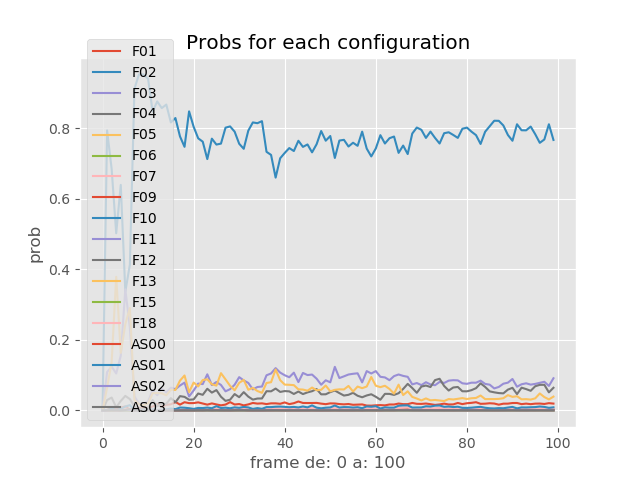 Probs for each configuration
F01
F02
F03
F04
F05
F06
F07
F09
F10
F11
F12
F13
F15
F18
AS00
AS01
AS02
AS03
prob
0.8
0.6
0.4
0.2
0.0
0 20 40 60 80 100
frame de: 0 a: 100